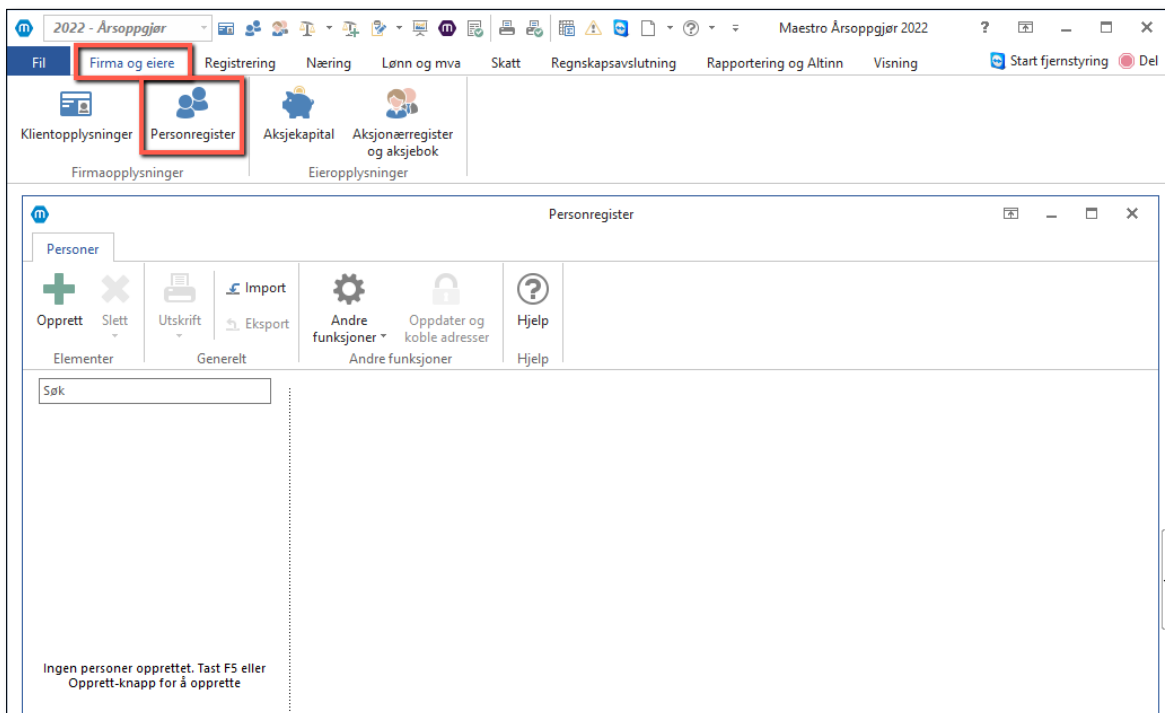 2022 - Årsoppgjør
Maestro Årsoppgjør 2022
Fil Firma og eiere Registrering Næring Lønn og mva Skatt Regnskapsavslutning Rapportering og Altinn Visning Start fjernstyring Del
Klientopplysninger Personregister Aksjekapital Aksjonærregister
og aksjebok
Firmaopplysninger Eieropplysninger
Personregister
Personer
Import
Opprett Slett Utskrift Eksport Andre Oppdater og Hjelp
funksjoner koble adresser
Elementer Generelt Andre funksjoner Hjelp
Søk
Ingen personer opprettet. Tast F5 eller
Opprett-knapp for å opprette